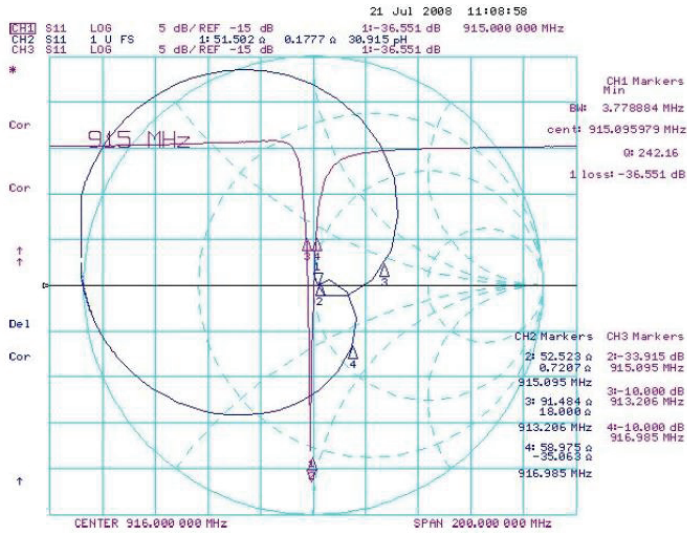 21 Jul 2008 11:08:58
CH1 S11 LOG 5 dB/REF -15 dB 1:-36.551 dB 915.000 000 MHz
CH2 S11 1 U FS 1:51.502 Ω 0.1777 Ω 30.915 pH
CH3 S11 LOG 5 dB/REF -15 dB 1:-36.551 dB
*
CH1 Markers
Min
BW: 3.778884 MHz
Cor
915 MHz
cent: 915.095979 MHz
Q: 242.16
1 loss: -36.551 dB
Cor
↑
↑
3 4
1
3
2
Del
Cor
4
CH2 Markers
2: 52.523 Ω
0.7207 Ω
915.095 MHz
3: 91.484 Ω
18.000 Ω
913.206 MHz
4: 58.975 Ω
-35.063 Ω
916.985 MHz
CH3 Markers
2:-33.915 dB
915.095 MHz
3:-10.000 dB
913.206 MHz
4:-10.000 dB
916.985 MHz
↑
CENTER 916.000 000 MHz SPAN 200.000 000 MHz